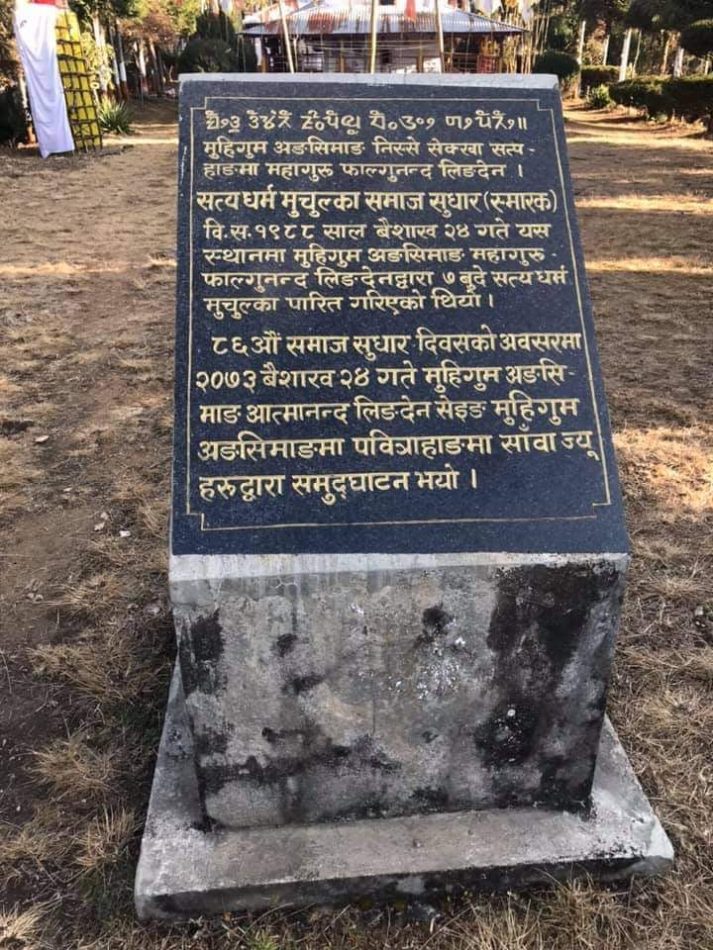 मुहिगुम अङसिमाङ निस्से सेक्खा सत्प-
हाङमा महागुरु फाल्गुनन्द लिङदेन ।
सत्य धर्म मुचुल्का समाज सुधार (स्मारक)
वि.स.१९८८ साल बैशाख २४ गते यस
स्थानमा मुहिगुम अङसिमाङ महागुरु
फाल्गुनन्द लिङदेनद्वारा ७ बुदे सत्य धर्म
मुचुल्का पारित गरिएको थियो ।
८६औं समाज सुधार दिवसको अवसरमा
२०७३ बैशाख २४ गते मुहिगुम अङसि-
माङ आत्मानन्द लिङदेन सेइङ मुहिगुम
अङसिमाङमा पवित्राहाङमा साँवा ज्यू
हरुद्वारा समुद्घाटन भयो ।